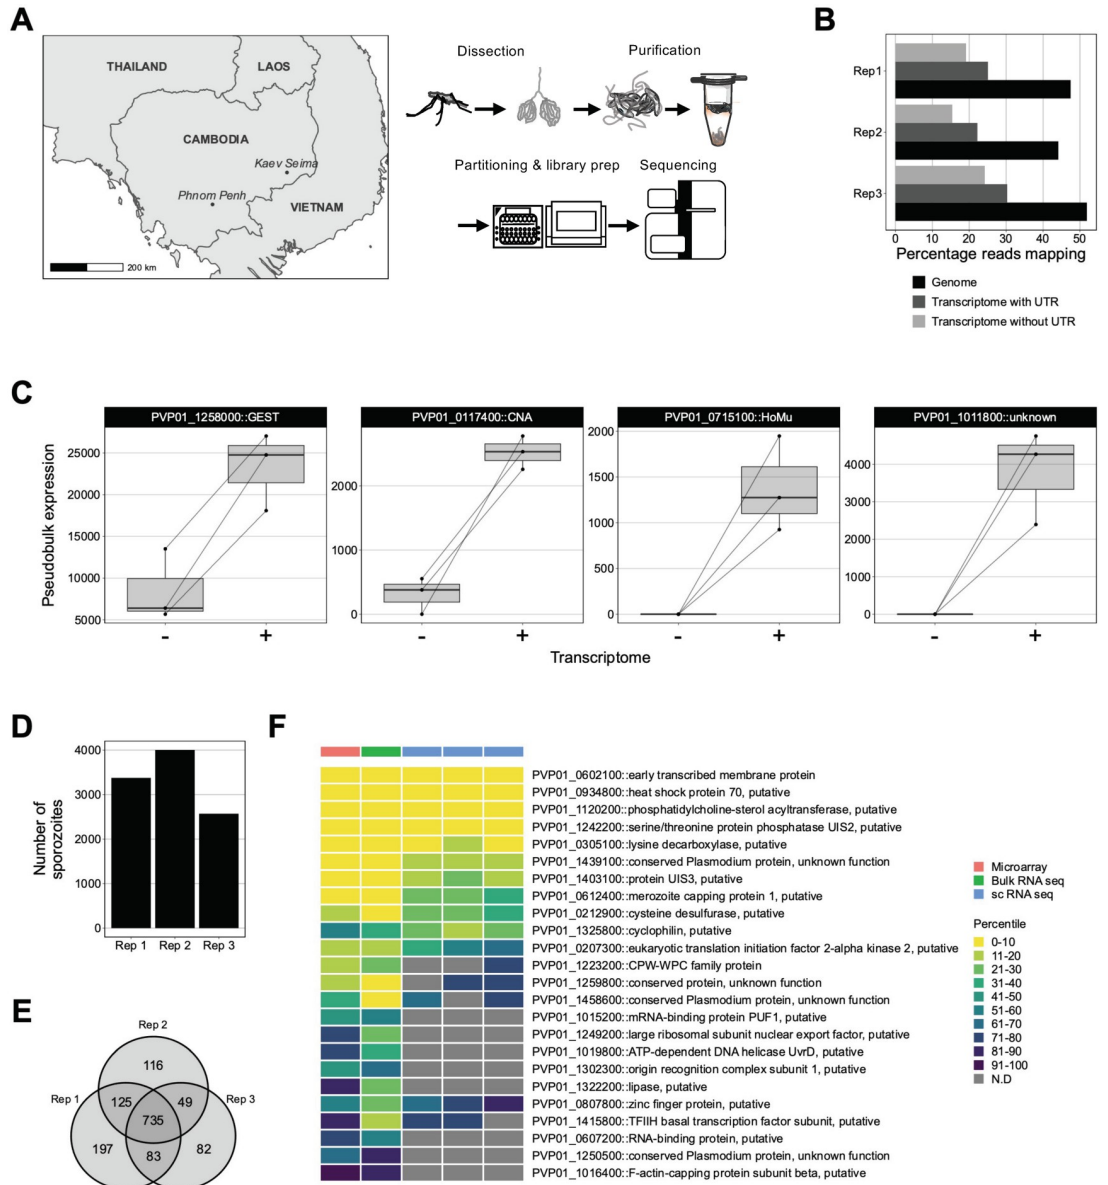 A
THAILAND
LAOS
CAMBODIA
Kaev Seima
Phnom Penh
VIETNAM
200 km
Dissection
Purification
Partitioning & library prep
Sequencing
B
Rep1
Rep2
Rep3
0 10 20 30 40 50
Percentage reads mapping
Genome
Transcriptome with UTR
Transcriptome without UTR
C
Pseudobulk expression
PVP01_1258000::GEST
25000
20000
15000
10000
5000
- +
PVP01_0117400::CNA
2000
1000
0
- +
PVP01_0715100::HoMu
2000
1500
1000
500
0
- +
PVP01_1011800::unknown
4000
3000
2000
1000
0
- +
Transcriptome
D
Number of
sporozoites
4000
3000
2000
1000
0
Rep 1 Rep 2 Rep 3
E
Rep 2
116
Rep 1
125
49
Rep 3
735
197
83
82
F
PVP01_0602100::early transcribed membrane protein
PVP01_0934800::heat shock protein 70, putative
PVP01_1120200::phosphatidylcholine-sterol acyltransferase, putative
PVP01_1242200::serine/threonine protein phosphatase UIS2, putative
PVP01_0305100::lysine decarboxylase, putative
PVP01_1439100::conserved Plasmodium protein, unknown function
PVP01_1403100::protein UIS3, putative
PVP01_0612400::merozoite capping protein 1, putative
PVP01_0212900::cysteine desulfurase, putative
PVP01_1325800::cyclophilin, putative
PVP01_0207300::eukaryotic translation initiation factor 2-alpha kinase 2, putative
PVP01_1223200::CPW-WPC family protein
PVP01_1259800::conserved protein, unknown function
PVP01_1458600::conserved Plasmodium protein, unknown function
PVP01_1015200::mRNA-binding protein PUF1, putative
PVP01_1249200::large ribosomal subunit nuclear export factor, putative
PVP01_1019800::ATP-dependent DNA helicase UvrD, putative
PVP01_1302300::origin recognition complex subunit 1, putative
PVP01_1322200::lipase, putative
PVP01_0807800::zinc finger protein, putative
PVP01_1415800::TFIIH basal transcription factor subunit, putative
PVP01_0607200::RNA-binding protein, putative
PVP01_1250500::conserved Plasmodium protein, unknown function
PVP01_1016400::F-actin-capping protein subunit beta, putative
Microarray
Bulk RNA seq
sc RNA seq
Percentile
0-10
11-20
21-30
31-40
41-50
51-60
61-70
71-80
81-90
91-100
N.D